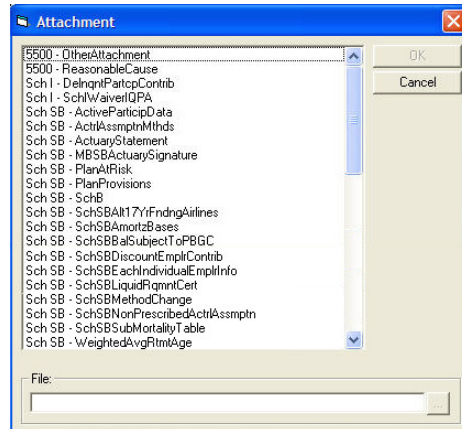 Attachment
5500 - OtherAttachment
5500 - ReasonableCause
Sch I - DelnqntPartcpContrib
Sch I - SchIWaiverIQPA
Sch SB - ActiveParticipData
Sch SB - ActrlAssmptnMthds
Sch SB - ActuaryStatement
Sch SB - MBSBActuarySignature
Sch SB - PlanAtRisk
Sch SB - PlanProvisions
Sch SB - SchB
Sch SB - SchSBAlt17YrFndngAirlines
Sch SB - SchSBAmortzBases
Sch SB - SchSBBalSubjectToPBGC
Sch SB - SchSBDiscountEmplrContrib
Sch SB - SchSBEachIndividualEmplrInfo
Sch SB - SchSBLiquidRqmntCert
Sch SB - SchSBMethodChange
Sch SB - SchSBNonPrescribedActrlAssmptn
Sch SB - SchSBSubMortalityTable
Sch SB - WeightedAvgRtmtAge
OK
Cancel
File:
...